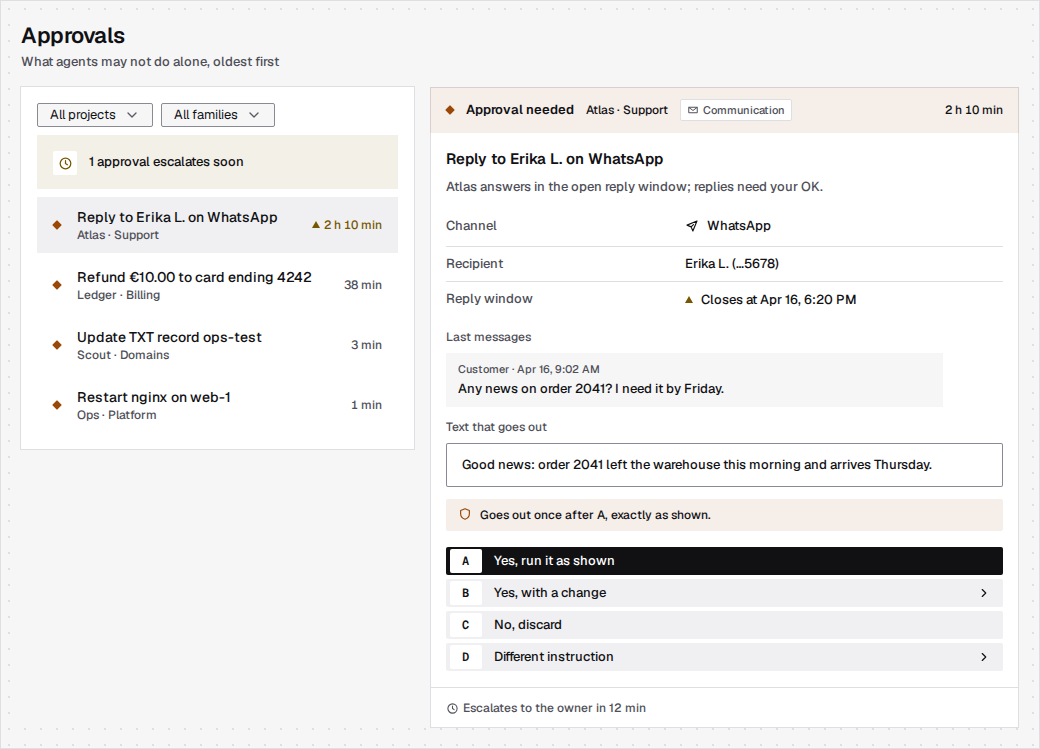 Approvals
What agents may not do alone, oldest first
All projects
All families
1 approval escalates soon
Reply to Erika L. on WhatsApp
Atlas · Support
2 h 10 min
Refund €10.00 to card ending 4242
Ledger · Billing
38 min
Update TXT record ops-test
Scout · Domains
3 min
Restart nginx on web-1
Ops · Platform
1 min
Approval needed Atlas · Support Communication 2 h 10 min
Reply to Erika L. on WhatsApp
Atlas answers in the open reply window; replies need your OK.
Channel WhatsApp
Recipient Erika L. (…5678)
Reply window Closes at Apr 16, 6:20 PM
Last messages
Customer · Apr 16, 9:02 AM
Any news on order 2041? I need it by Friday.
Text that goes out
Good news: order 2041 left the warehouse this morning and arrives Thursday.
Goes out once after A, exactly as shown.
A Yes, run it as shown
B Yes, with a change
C No, discard
D Different instruction
Escalates to the owner in 12 min